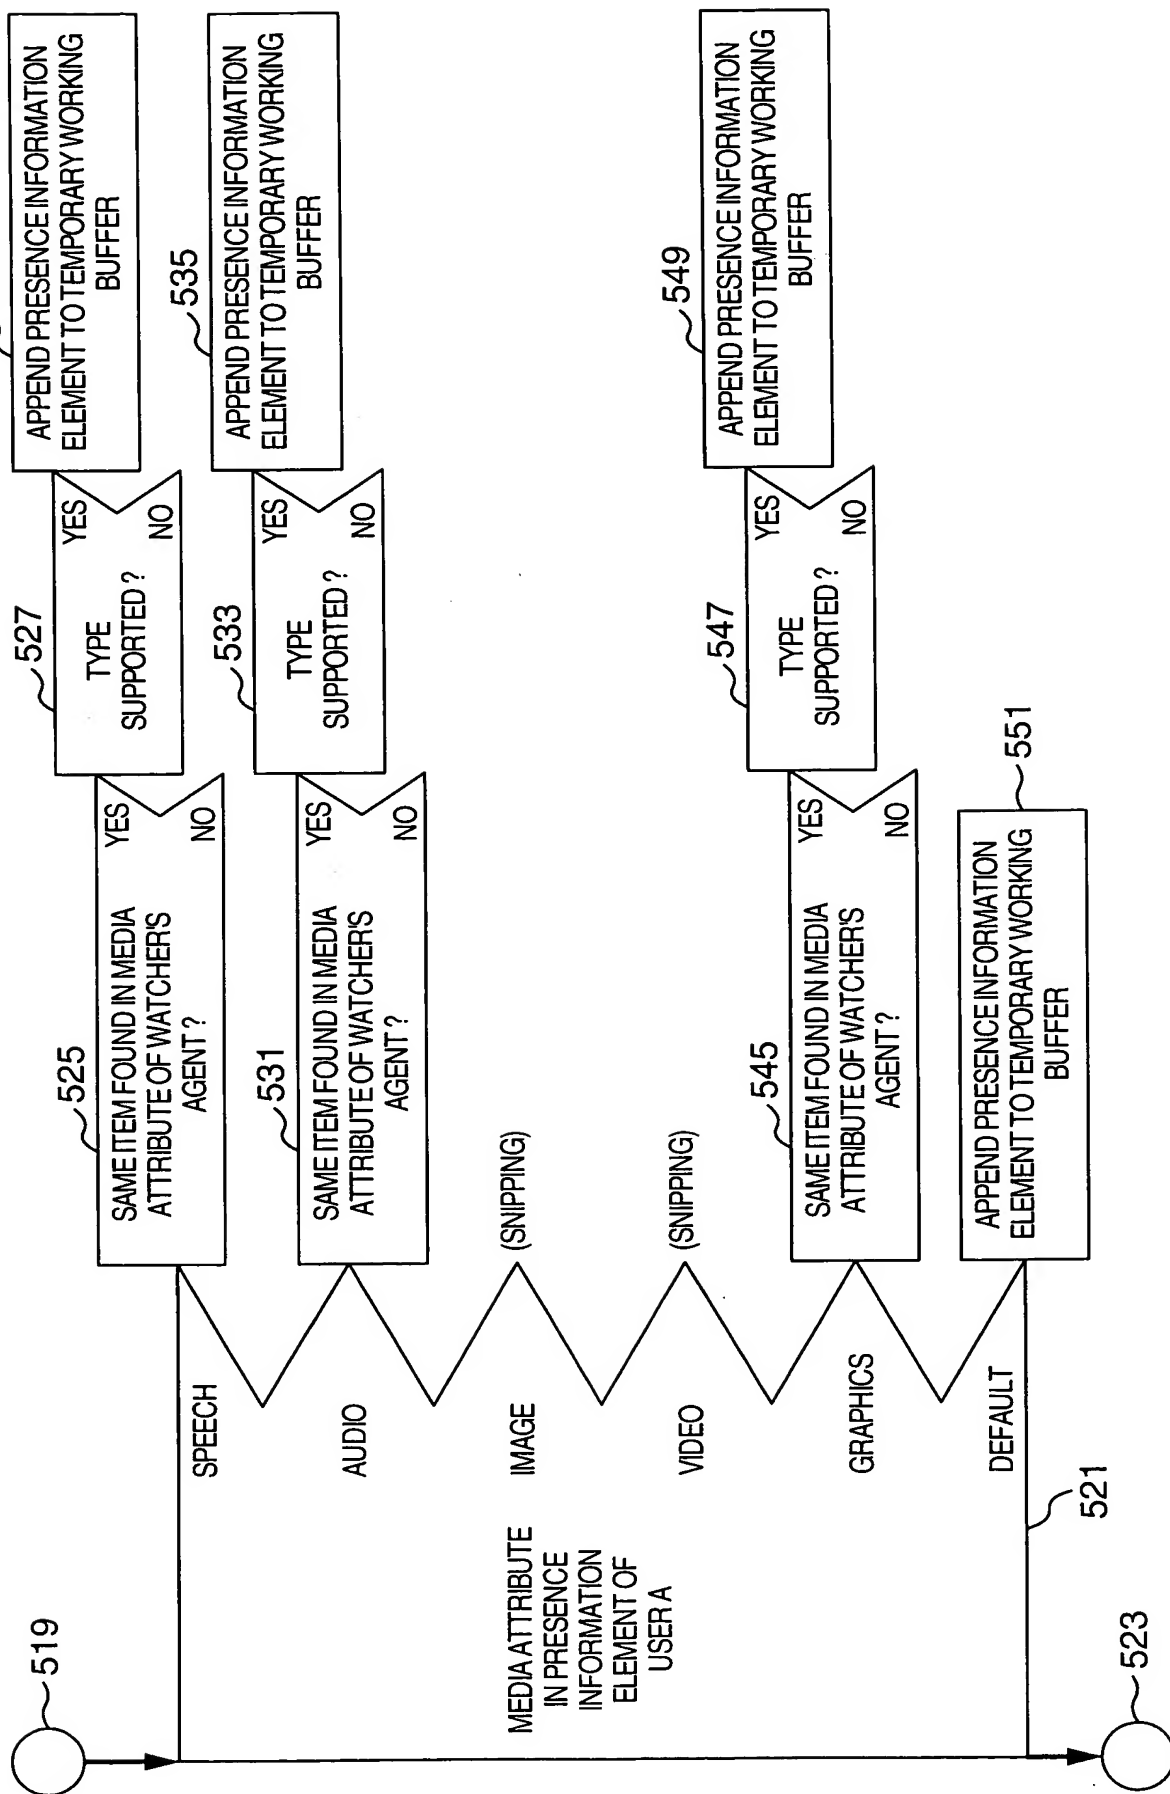 519
MEDIA ATTRIBUTE
IN PRESENCE
INFORMATION
ELEMENT OF
USER A
SPEECH
525
SAME ITEM FOUND IN MEDIA
ATTRIBUTE OF WATCHER'S
AGENT ?
YES
NO
527
TYPE
SUPPORTED ?
YES
NO
APPEND PRESENCE INFORMATION
ELEMENT TO TEMPORARY WORKING
BUFFER
AUDIO
531
SAME ITEM FOUND IN MEDIA
ATTRIBUTE OF WATCHER'S
AGENT ?
YES
NO
533
TYPE
SUPPORTED ?
YES
NO
535
APPEND PRESENCE INFORMATION
ELEMENT TO TEMPORARY WORKING
BUFFER
IMAGE
(SNIPPING)
VIDEO
(SNIPPING)
GRAPHICS
545
SAME ITEM FOUND IN MEDIA
ATTRIBUTE OF WATCHER'S
AGENT ?
YES
NO
547
TYPE
SUPPORTED ?
YES
NO
549
APPEND PRESENCE INFORMATION
ELEMENT TO TEMPORARY WORKING
BUFFER
DEFAULT
551
APPEND PRESENCE INFORMATION
ELEMENT TO TEMPORARY WORKING
BUFFER
521
523